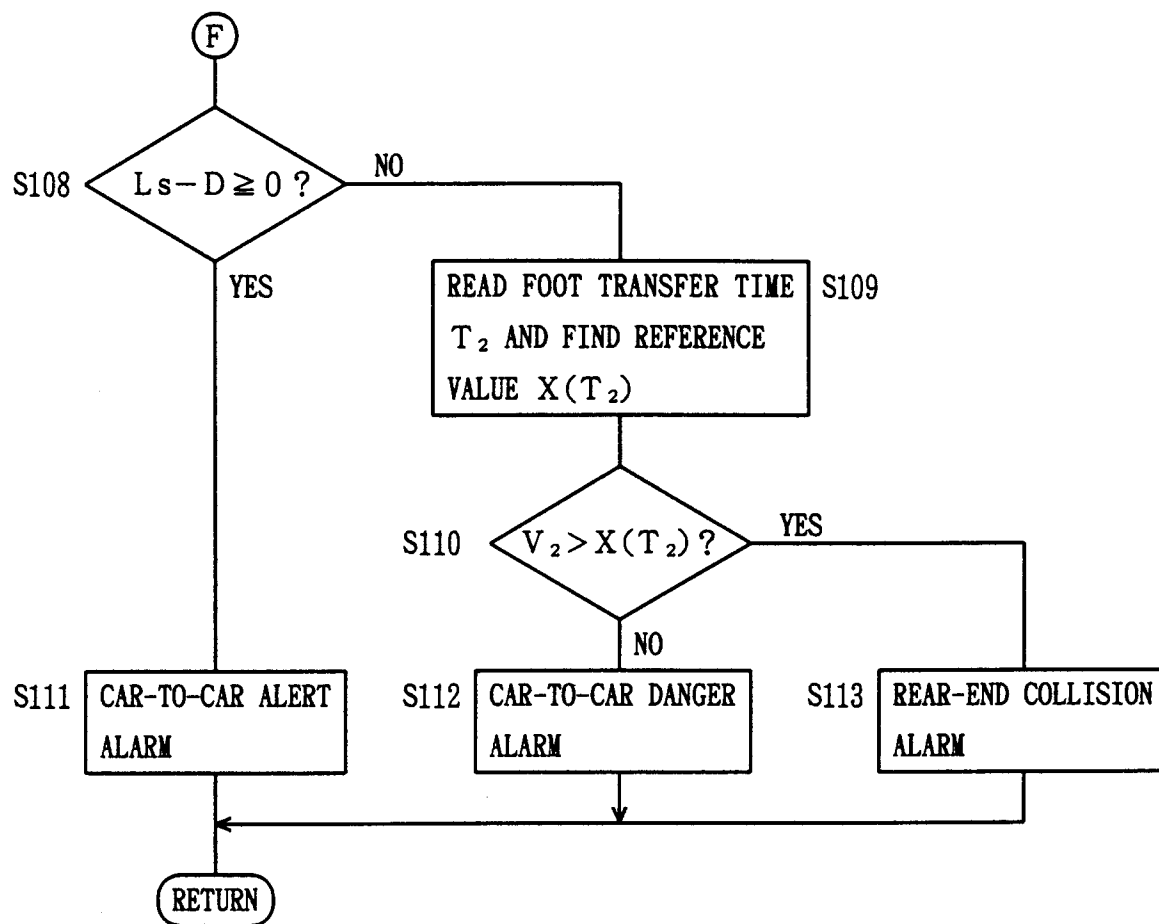 F
S108
Ls-D≧0?
NO
YES
READ FOOT TRANSFER TIME
T₂ AND FIND REFERENCE
VALUE X(T₂)
S109
S110
V₂>X(T₂)?
YES
NO
S111
CAR-TO-CAR ALERT
ALARM
S112
CAR-TO-CAR DANGER
ALARM
S113
REAR-END COLLISION
ALARM
RETURN